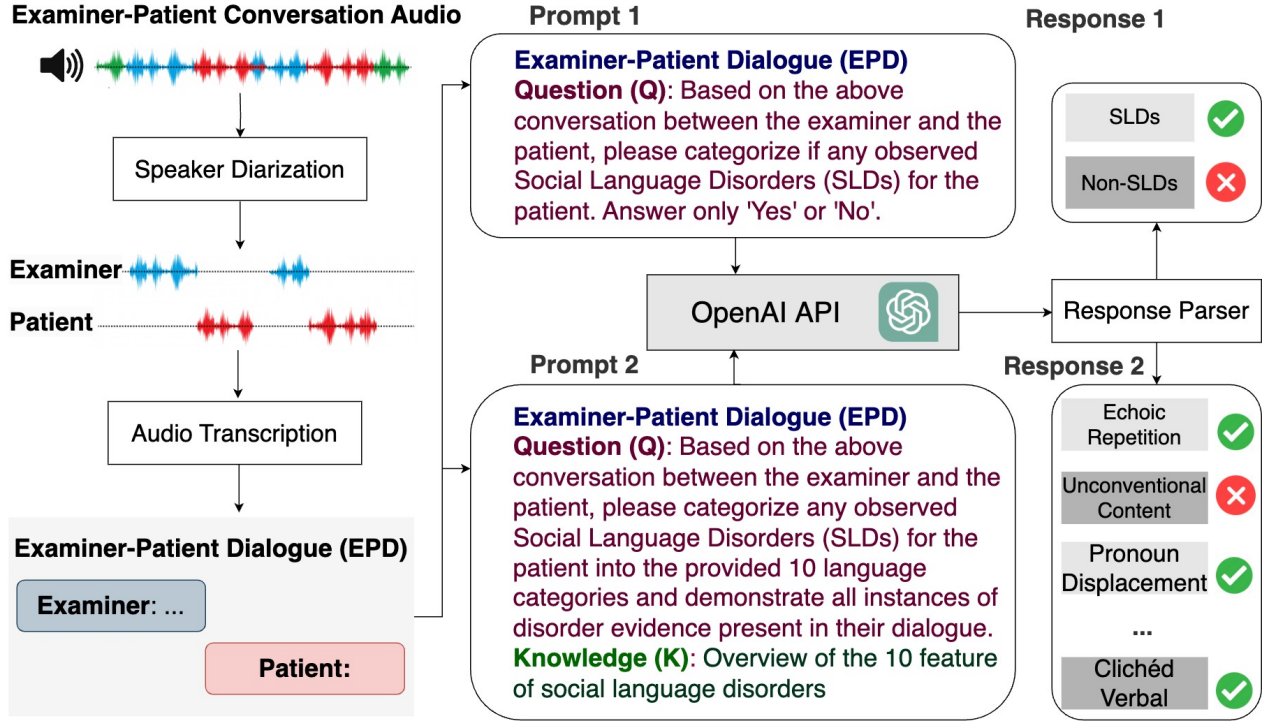 Examiner-Patient Conversation Audio
Speaker Diarization
Examiner
Patient
Audio Transcription
Examiner-Patient Dialogue (EPD)
Examiner: ...
Patient:
Prompt 1
Examiner-Patient Dialogue (EPD)
Question (Q): Based on the above
conversation between the examiner and the
patient, please categorize if any observed
Social Language Disorders (SLDs) for the
patient. Answer only 'Yes' or 'No'.
OpenAI API
Prompt 2
Examiner-Patient Dialogue (EPD)
Question (Q): Based on the above
conversation between the examiner and the
patient, please categorize any observed
Social Language Disorders (SLDs) for the
patient into the provided 10 language
categories and demonstrate all instances of
disorder evidence present in their dialogue.
Knowledge (K): Overview of the 10 feature
of social language disorders
Response 1
SLDs
Non-SLDs
Response Parser
Response 2
Echoic
Repetition
Unconventional
Content
Pronoun
Displacement
...
Clichéd
Verbal